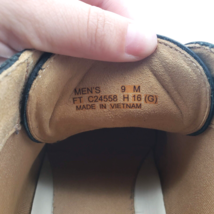 MEN'S 9 M
FT C24558 H 16 (G)
MADE IN VIETNAM